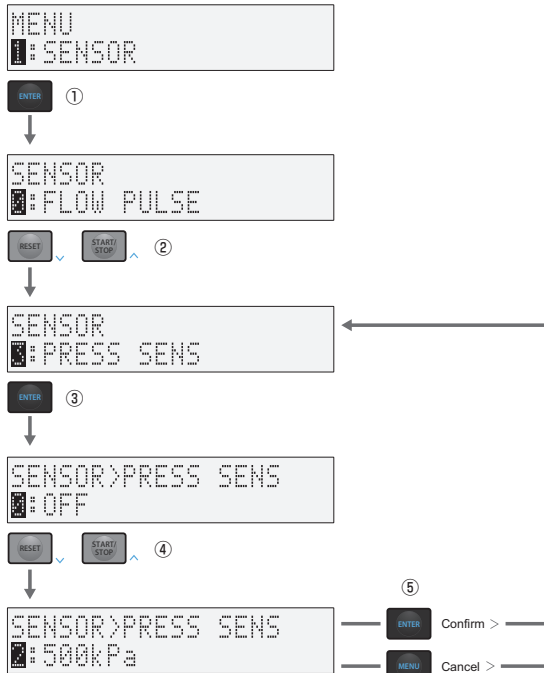 MENU
1:SENSOR
ENTER ①
SENSOR
0:FLOW PULSE
RESET START/STOP ②
SENSOR
3:PRESS SENS
ENTER ③
SENSOR>PRESS SENS
0:OFF
RESET START/STOP ④
⑤
SENSOR>PRESS SENS
ENTER Confirm >
2:500kPa
MENU Cancel >